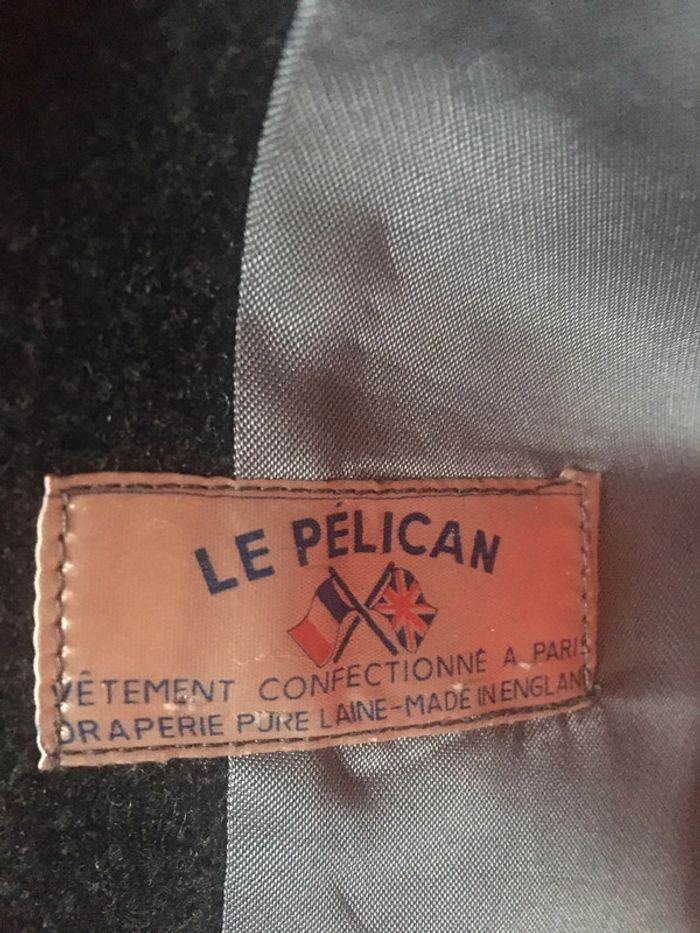 LE PÉLICAN
VÊTEMENT CONFECTIONNÉ A PARIS
DRAPERIE PURE LAINE-MADE IN ENGLAND